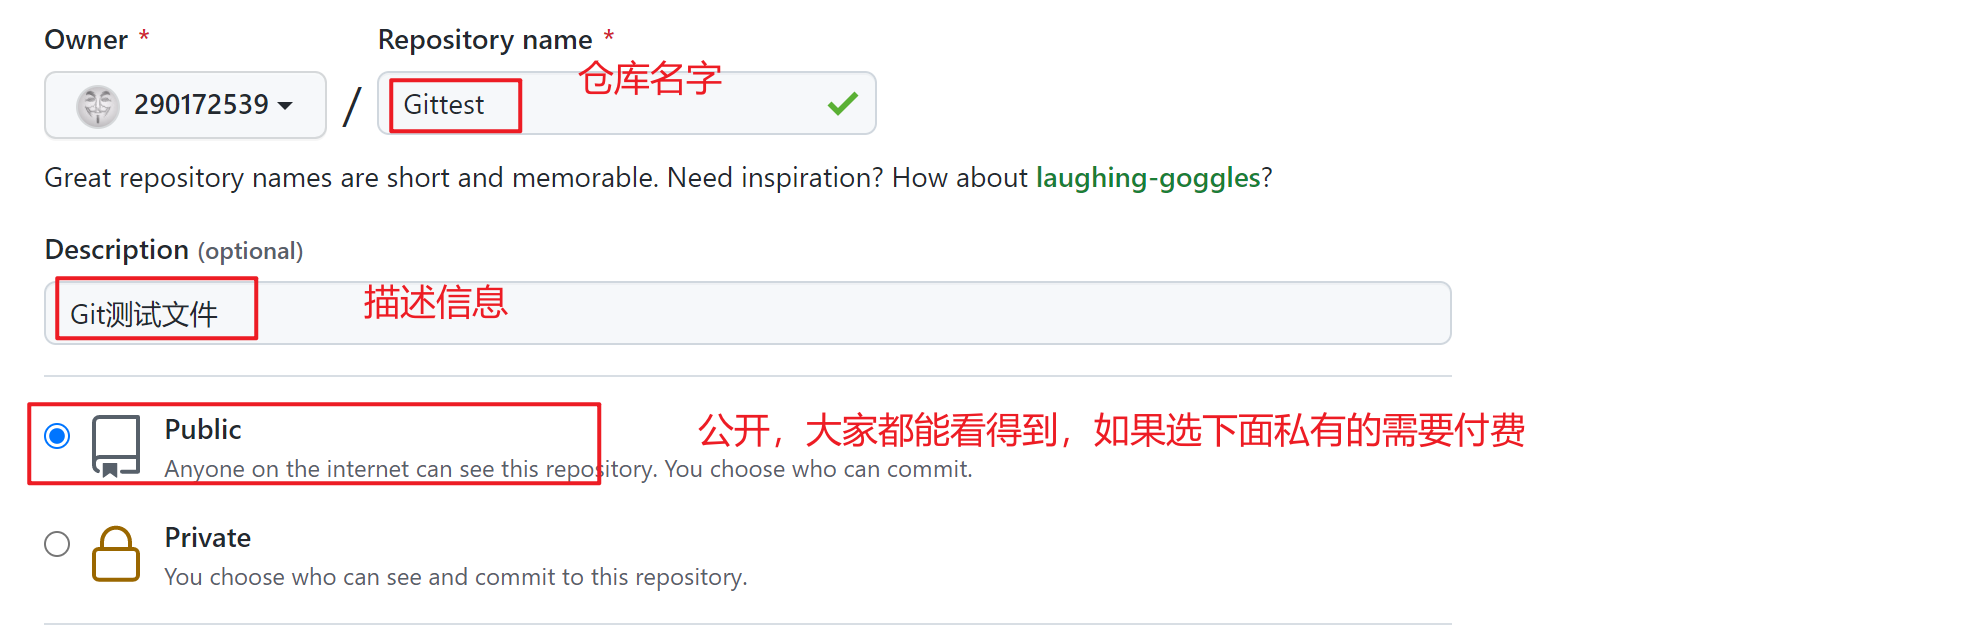 Owner * Repository name *
仓库名字
290172539 / Gittest
Great repository names are short and memorable. Need inspiration? How about laughing-goggles?
Description (optional)
Git测试文件 描述信息
Public 公开，大家都能看得到，如果选下面私有的需要付费
Anyone on the internet can see this repository. You choose who can commit.
Private
You choose who can see and commit to this repository.